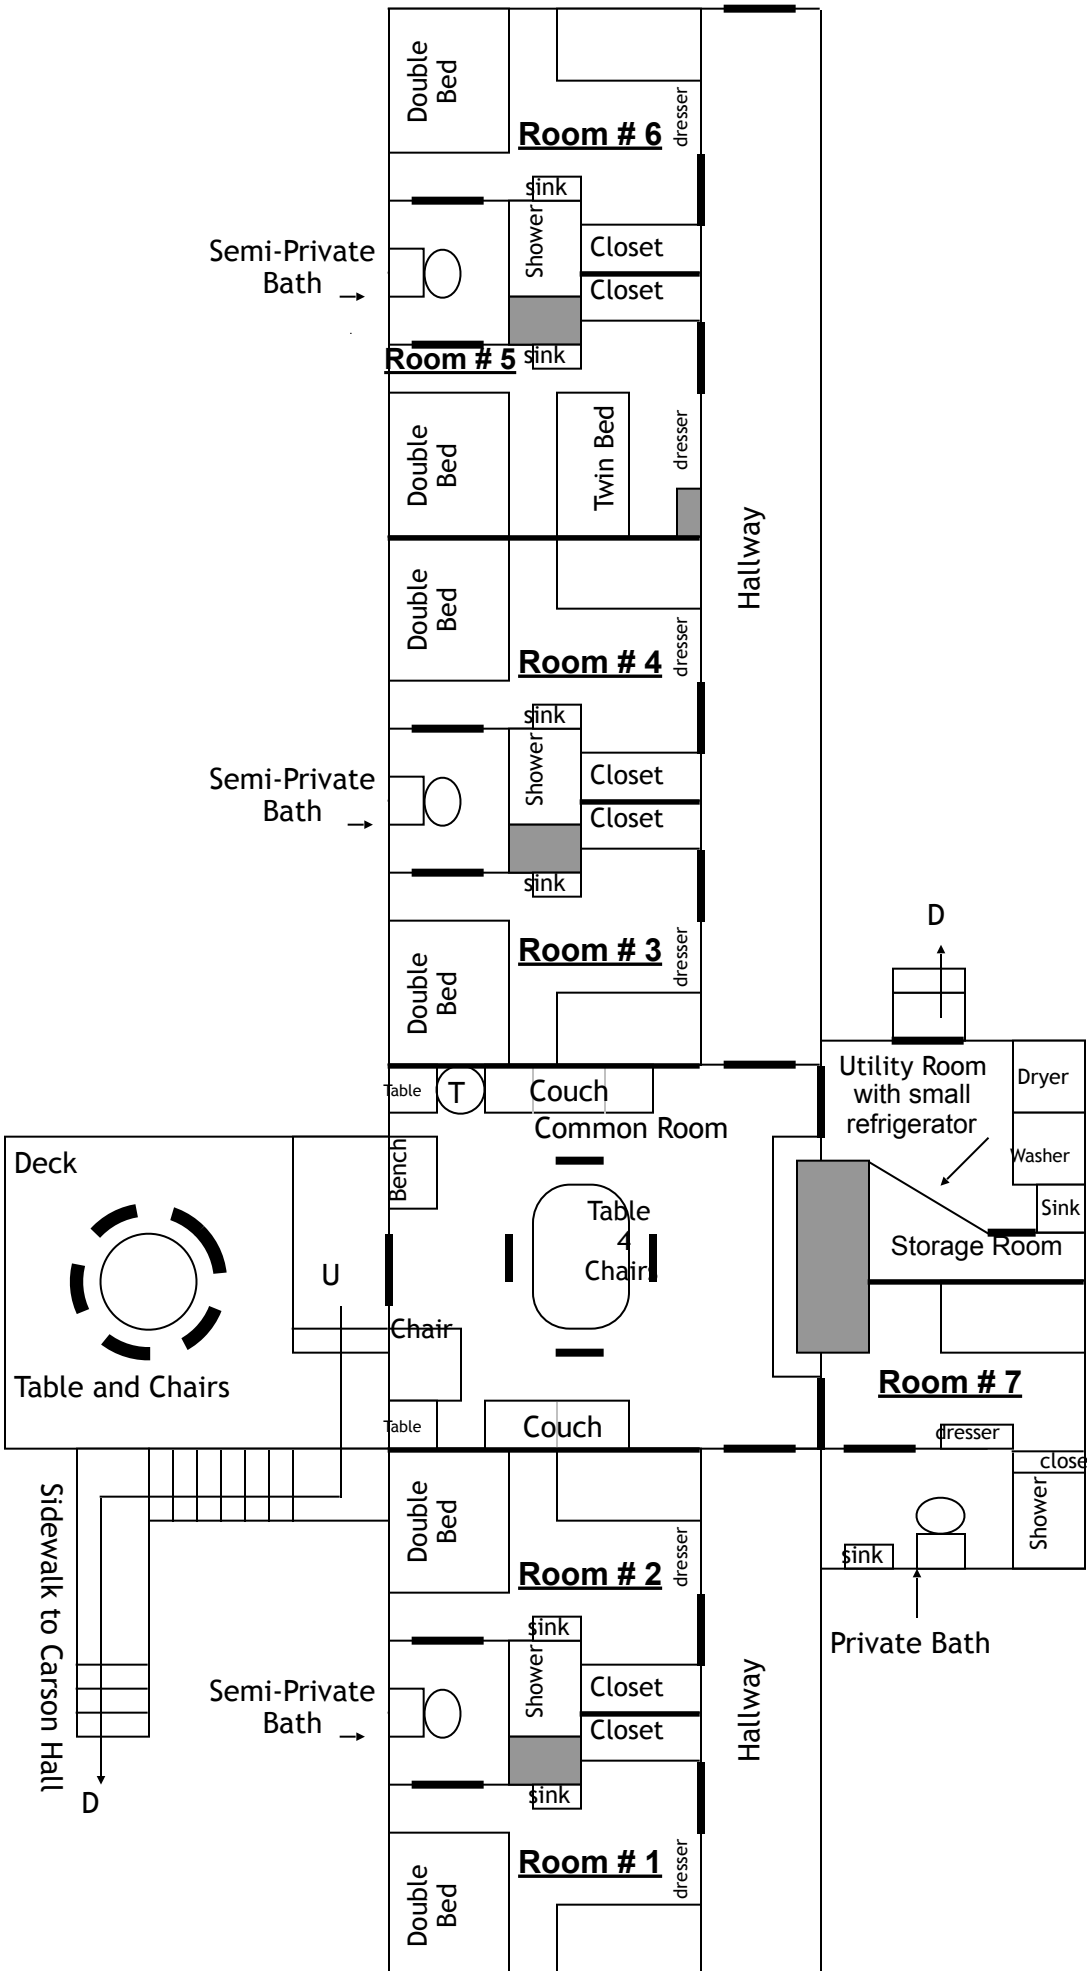 Double
Bed
dresser
Room # 6
sink
Shower
Closet
Semi-Private
Bath
Closet
sink
Room # 5
Double
Bed
Twin Bed
dresser
Hallway
Double
Bed
dresser
Room # 4
sink
Shower
Closet
Semi-Private
Bath
Closet
sink
Room # 3
dresser
Double
Bed
D
Utility Room
with small
refrigerator
Dryer
Washer
Sink
Storage Room
Table
T
Couch
Common Room
Bench
Deck
Table
4
Chairs
U
Chair
Table and Chairs
Table
Couch
Room # 7
dresser
close
Shower
sink
Private Bath
Sidewalk to Carson Hall
D
Double
Bed
dresser
Room # 2
sink
Shower
Closet
Semi-Private
Bath
Closet
sink
Hallway
Room # 1
dresser
Double
Bed